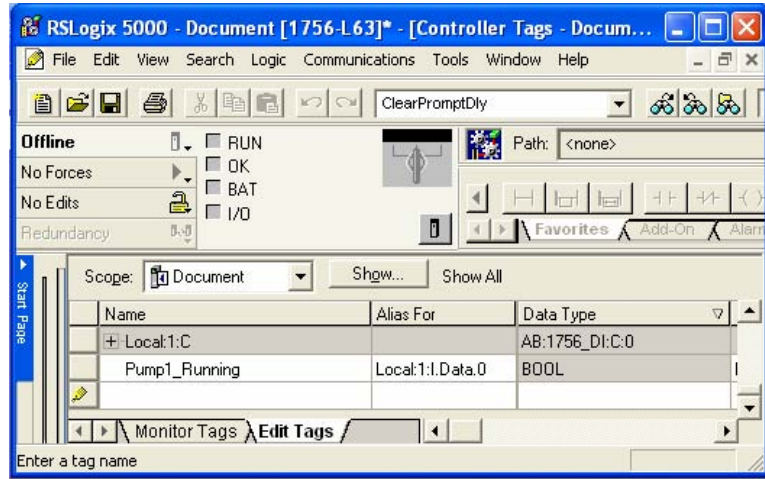 RSLogix 5000 - Document [1756-L63]* - [Controller Tags - Docum...
File Edit View Search Logic Communications Tools Window Help
ClearPromptDly
Offline
RUN
Path: <none>
No Forces
OK
No Edits
BAT
I/O
Redundancy
Favorites Add-On Alarm
Start Page
Scope: Document Show... Show All
Name Alias For Data Type
Local:1:C AB:1756_DI:C:0
Pump1_Running Local:1:I.Data.0 BOOL
Monitor Tags Edit Tags
Enter a tag name